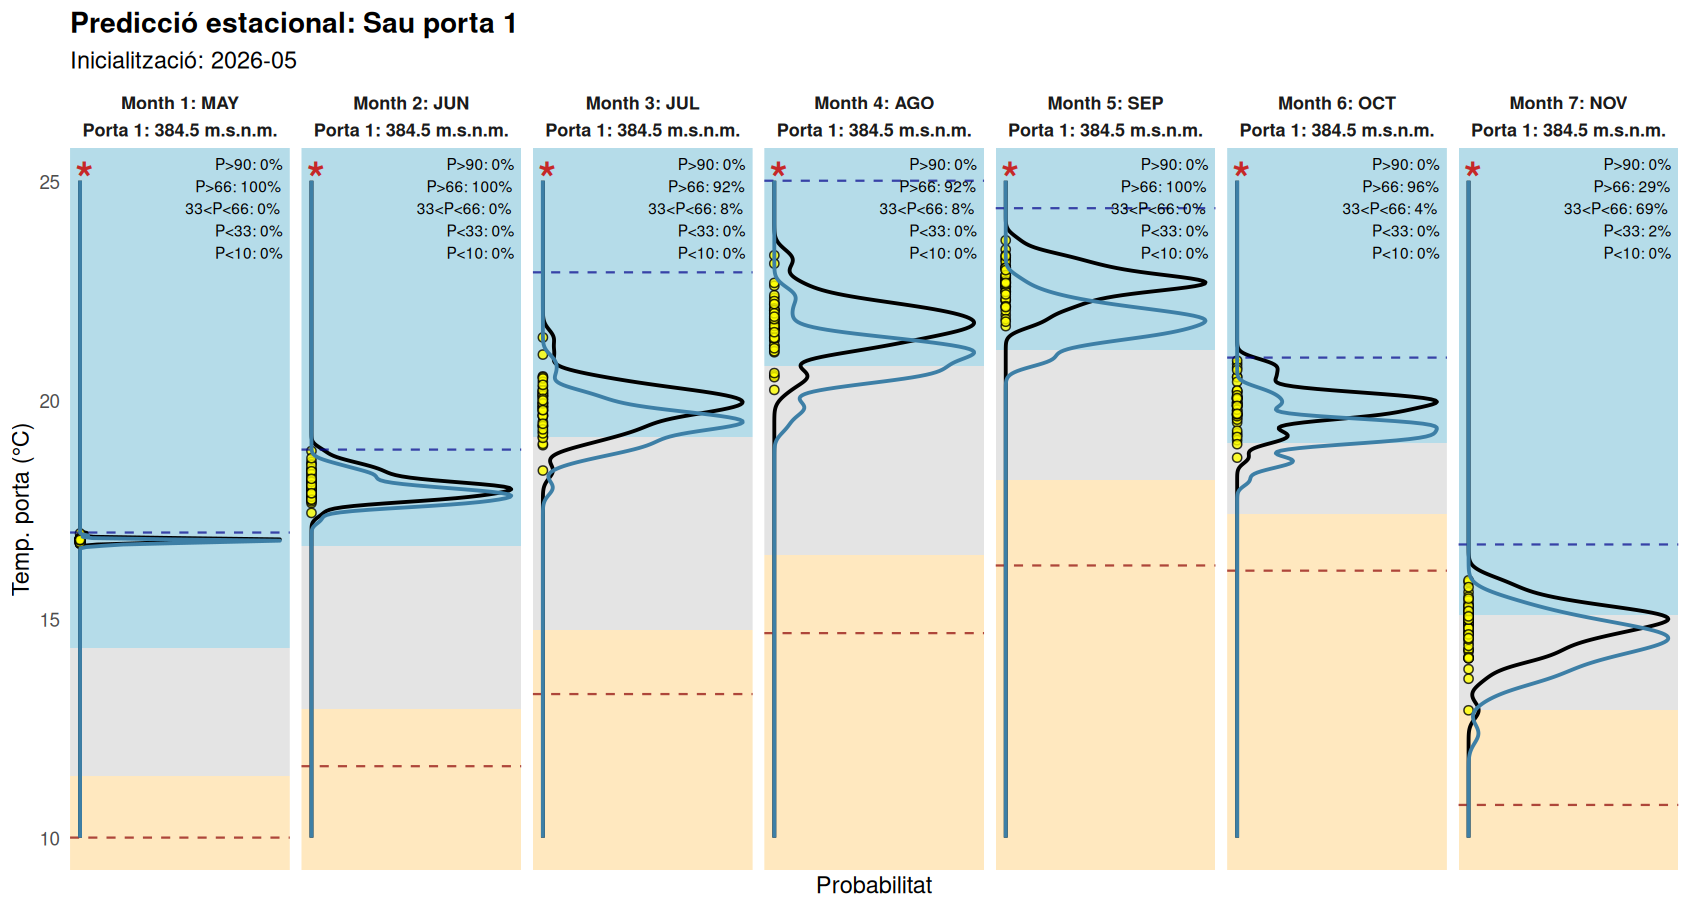 Predicció estacional: Sau porta 1
Inicialització: 2026-05
Month 1: MAY
Porta 1: 384.5 m.s.n.m.
Month 2: JUN
Porta 1: 384.5 m.s.n.m.
Month 3: JUL
Porta 1: 384.5 m.s.n.m.
Month 4: AGO
Porta 1: 384.5 m.s.n.m.
Month 5: SEP
Porta 1: 384.5 m.s.n.m.
Month 6: OCT
Porta 1: 384.5 m.s.n.m.
Month 7: NOV
Porta 1: 384.5 m.s.n.m.
*
P>90: 0%
P>66: 100%
33<P<66: 0%
P<33: 0%
P<10: 0%
*
P>90: 0%
P>66: 100%
33<P<66: 0%
P<33: 0%
P<10: 0%
*
P>90: 0%
P>66: 92%
33<P<66: 8%
P<33: 0%
P<10: 0%
*
P>90: 0%
P>66: 92%
33<P<66: 8%
P<33: 0%
P<10: 0%
*
P>90: 0%
P>66: 100%
33<P<66: 0%
P<33: 0%
P<10: 0%
*
P>90: 0%
P>66: 96%
33<P<66: 4%
P<33: 0%
P<10: 0%
*
P>90: 0%
P>66: 29%
33<P<66: 69%
P<33: 2%
P<10: 0%
25
20
15
10
Temp. porta (°C)
Probabilitat